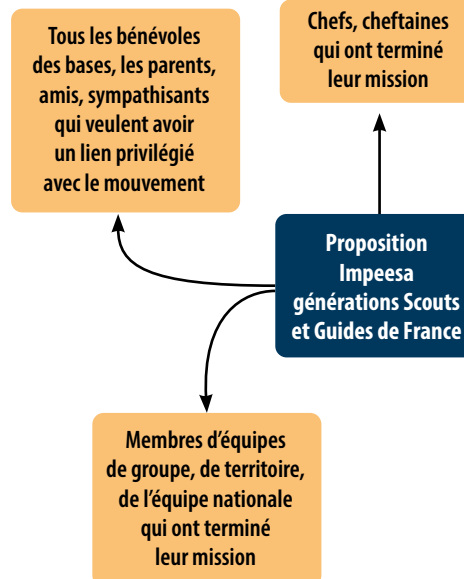 Tous les bénévoles
des bases, les parents,
amis, sympathisants
qui veulent avoir
un lien privilégié
avec le mouvement
Chefs, cheftaines
qui ont terminé
leur mission
Proposition
Impeesa
générations Scouts
et Guides de France
Membres d’équipes
de groupe, de territoire,
de l’équipe nationale
qui ont terminé
leur mission